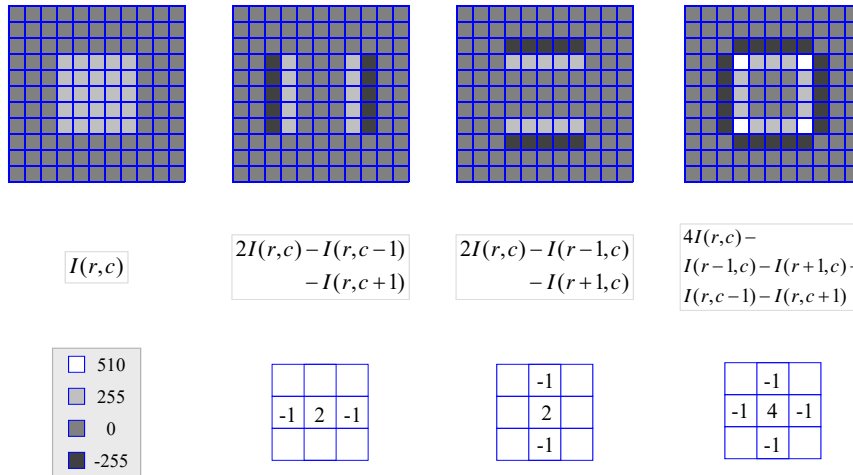 I(r,c)
2I(r,c)−I(r,c−1)
−I(r,c+1)
2I(r,c)−I(r−1,c)
−I(r+1,c)
4I(r,c)−
I(r−1,c)−I(r+1,c)−
I(r,c−1)−I(r,c+1)
510
255
0
-255
-1 2 -1
-1
2
-1
-1
-1 4 -1
-1